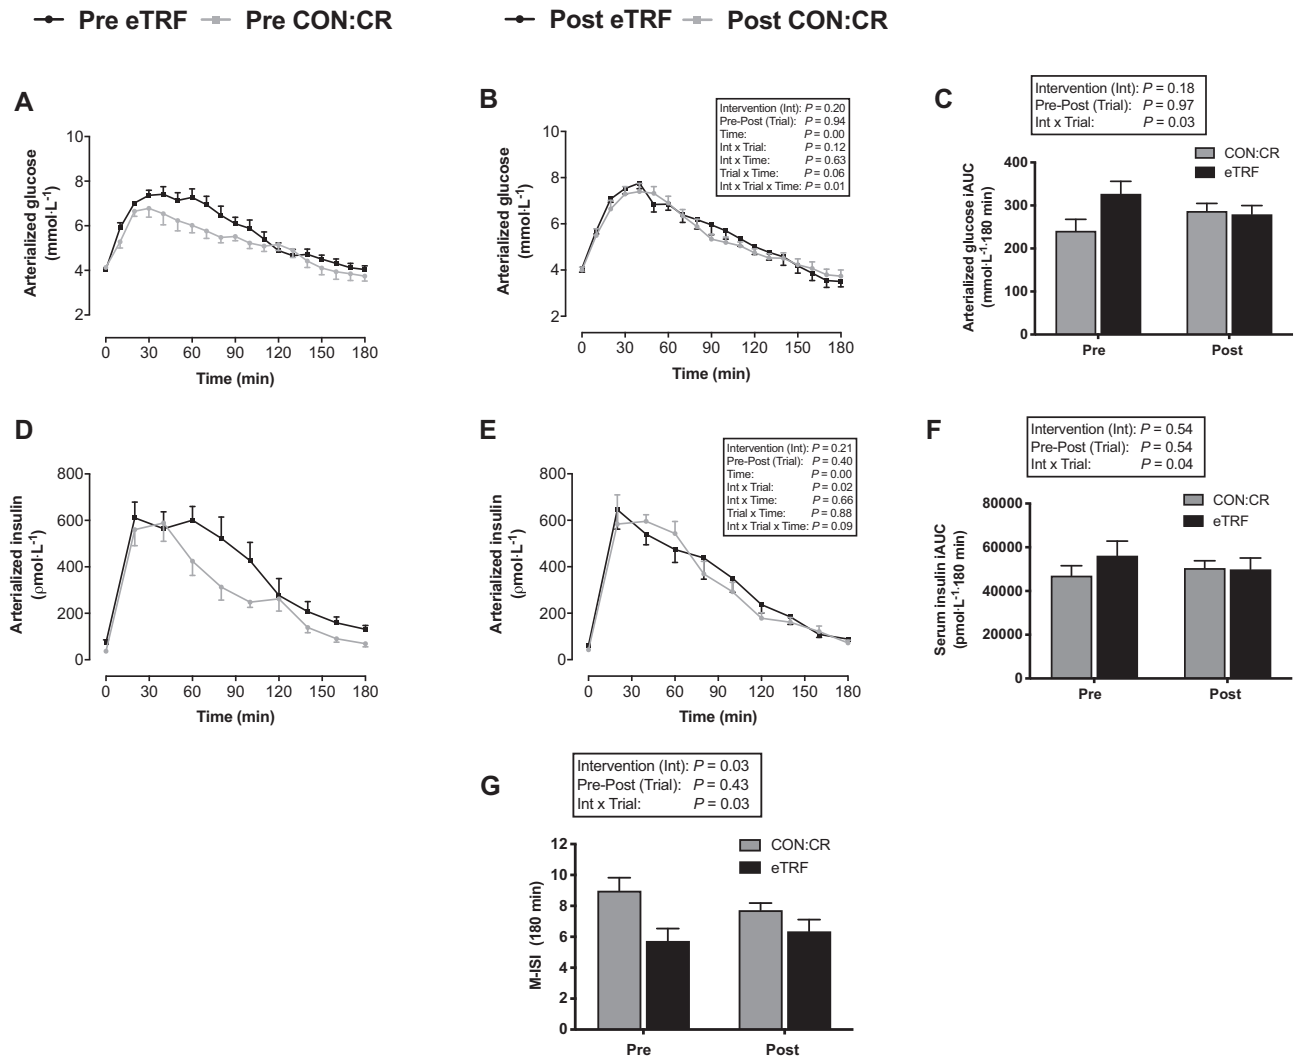 Pre eTRF Pre CON:CR
Post eTRF Post CON:CR
A
Arterialized glucose
(mmol·L-1)
10
8
6
4
2
0 30 60 90 120 150 180
Time (min)
B
Intervention (Int): P = 0.20
Pre-Post (Trial): P = 0.94
Time: P = 0.00
Int x Trial: P = 0.12
Int x Time: P = 0.63
Trial x Time: P = 0.06
Int x Trial x Time: P = 0.01
Arterialized glucose
(mmol·L-1)
10
8
6
4
2
0 30 60 90 120 150 180
Time (min)
C
Intervention (Int): P = 0.18
Pre-Post (Trial): P = 0.97
Int x Trial: P = 0.03
CON:CR
eTRF
Arterialized glucose iAUC
(mmol·L-1·180 min)
400
300
200
100
0
Pre Post
D
Arterialized insulin
(ρmol·L-1)
800
600
400
200
0
0 30 60 90 120 150 180
Time (min)
E
Intervention (Int): P = 0.21
Pre-Post (Trial): P = 0.40
Time: P = 0.00
Int x Trial: P = 0.02
Int x Time: P = 0.66
Trial x Time: P = 0.88
Int x Trial x Time: P = 0.09
Arterialized insulin
(ρmol·L-1)
800
600
400
200
0
0 30 60 90 120 150 180
Time (min)
F
Intervention (Int): P = 0.54
Pre-Post (Trial): P = 0.54
Int x Trial: P = 0.04
CON:CR
eTRF
Serum insulin iAUC
(pmol·L-1·180 min)
80000
60000
40000
20000
0
Pre Post
G
Intervention (Int): P = 0.03
Pre-Post (Trial): P = 0.43
Int x Trial: P = 0.03
CON:CR
eTRF
M-ISI (180 min)
12
10
8
6
4
2
0
Pre Post